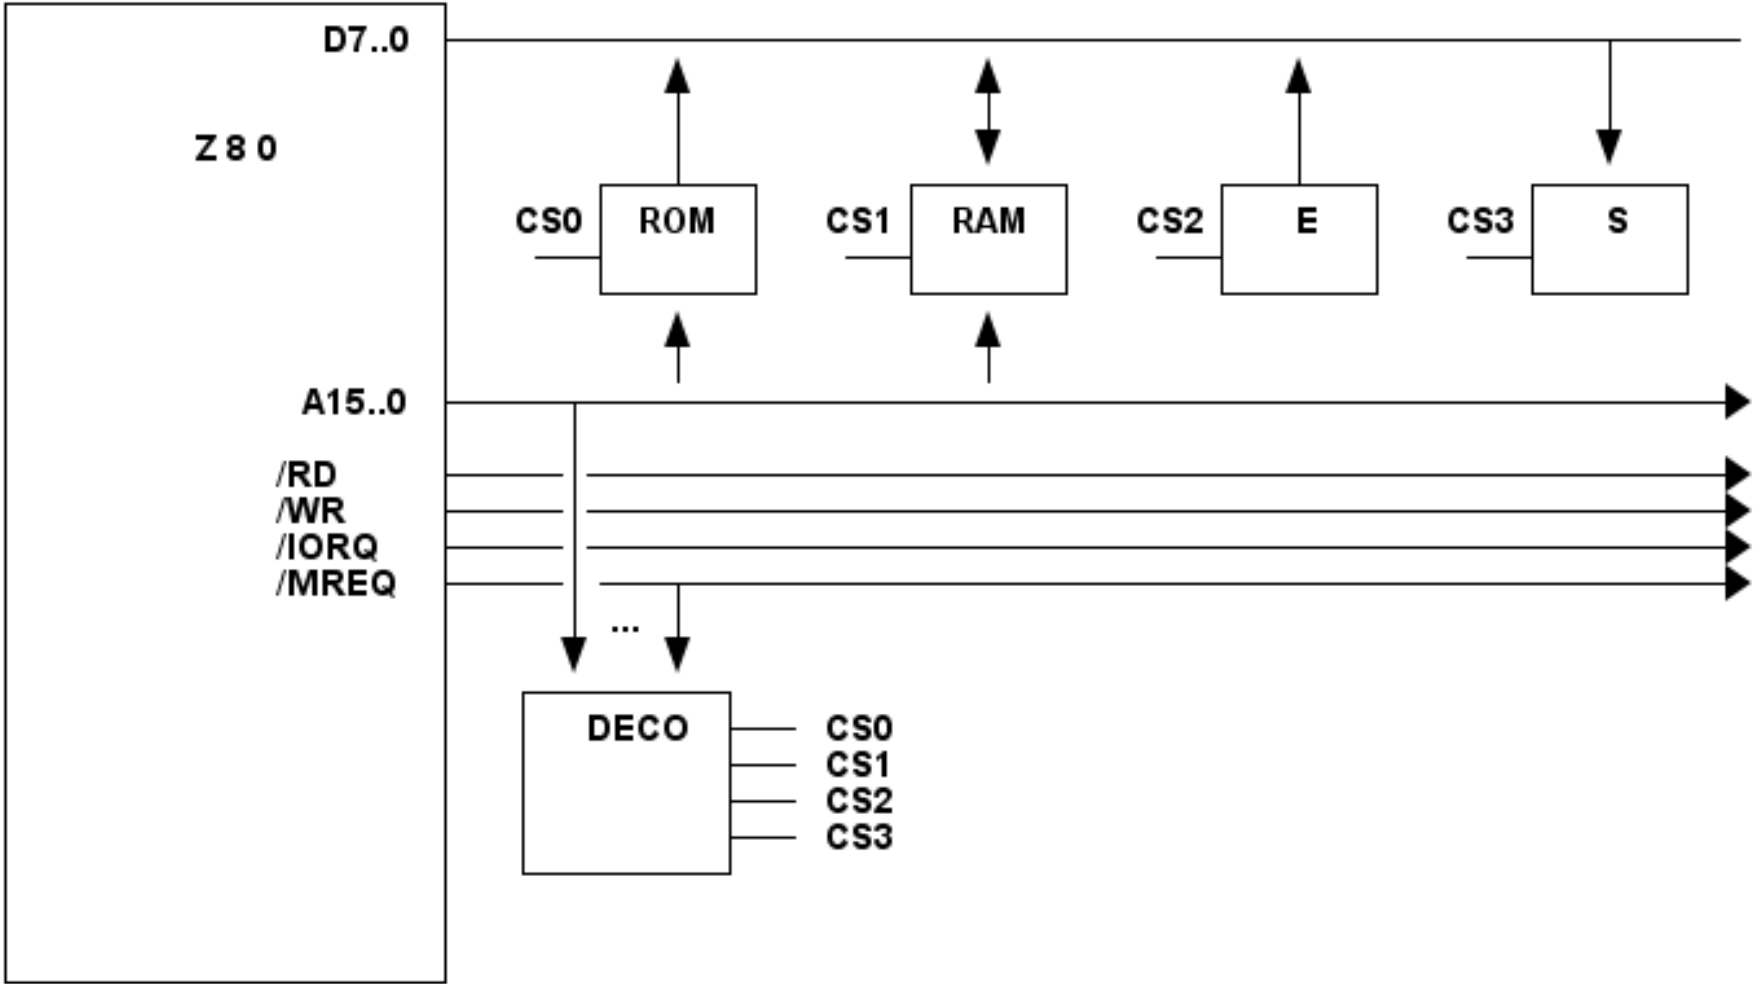 D7..0
Z 8 0
CS0
ROM
CS1
RAM
CS2
E
CS3
S
A15..0
/RD
/WR
/IORQ
/MREQ
...
DECO
CS0
CS1
CS2
CS3